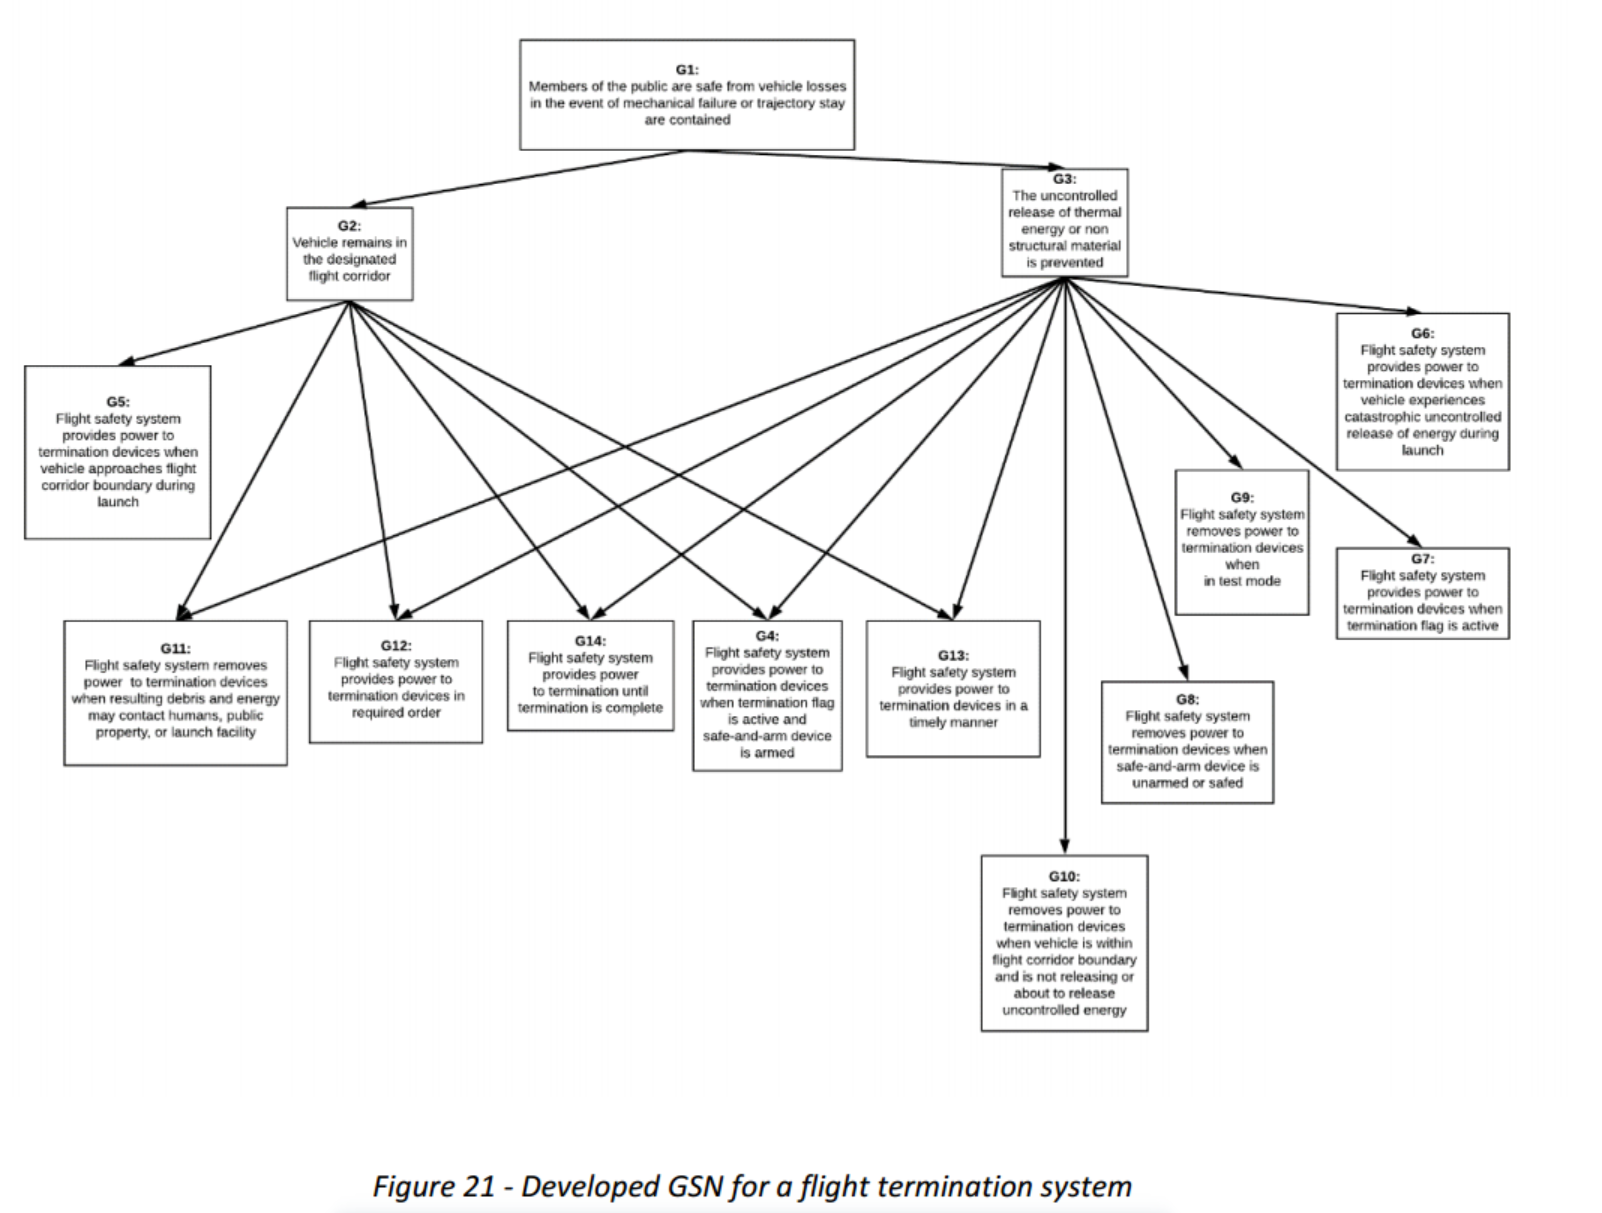 G1:
Members of the public are safe from vehicle losses
in the event of mechanical failure or trajectory stay
are contained
G2:
Vehicle remains in
the designated
flight corridor
G3:
The uncontrolled
release of thermal
energy or non
structural material
is prevented
G5:
Flight safety system
provides power to
termination devices when
vehicle approaches flight
corridor boundary during
launch
G6:
Flight safety system
provides power to
termination devices when
vehicle experiences
catastrophic uncontrolled
release of energy during
launch
G9:
Flight safety system
removes power to
termination devices
when
in test mode
G7:
Flight safety system
provides power to
termination devices when
termination flag is active
G11:
Flight safety system removes
power to termination devices
when resulting debris and energy
may contact humans, public
property, or launch facility
G12:
Flight safety system
provides power to
termination devices in
required order
G14:
Flight safety system
provides power
to termination until
termination is complete
G4:
Flight safety system
provides power to
termination devices
when termination flag
is active and
safe-and-arm device
is armed
G13:
Flight safety system
provides power to
termination devices in a
timely manner
G8:
Flight safety system
removes power to
termination devices when
safe-and-arm device is
unarmed or safed
G10:
Flight safety system
removes power to
termination devices
when vehicle is within
flight corridor boundary
and is not releasing or
about to release
uncontrolled energy
Figure 21 - Developed GSN for a flight termination system